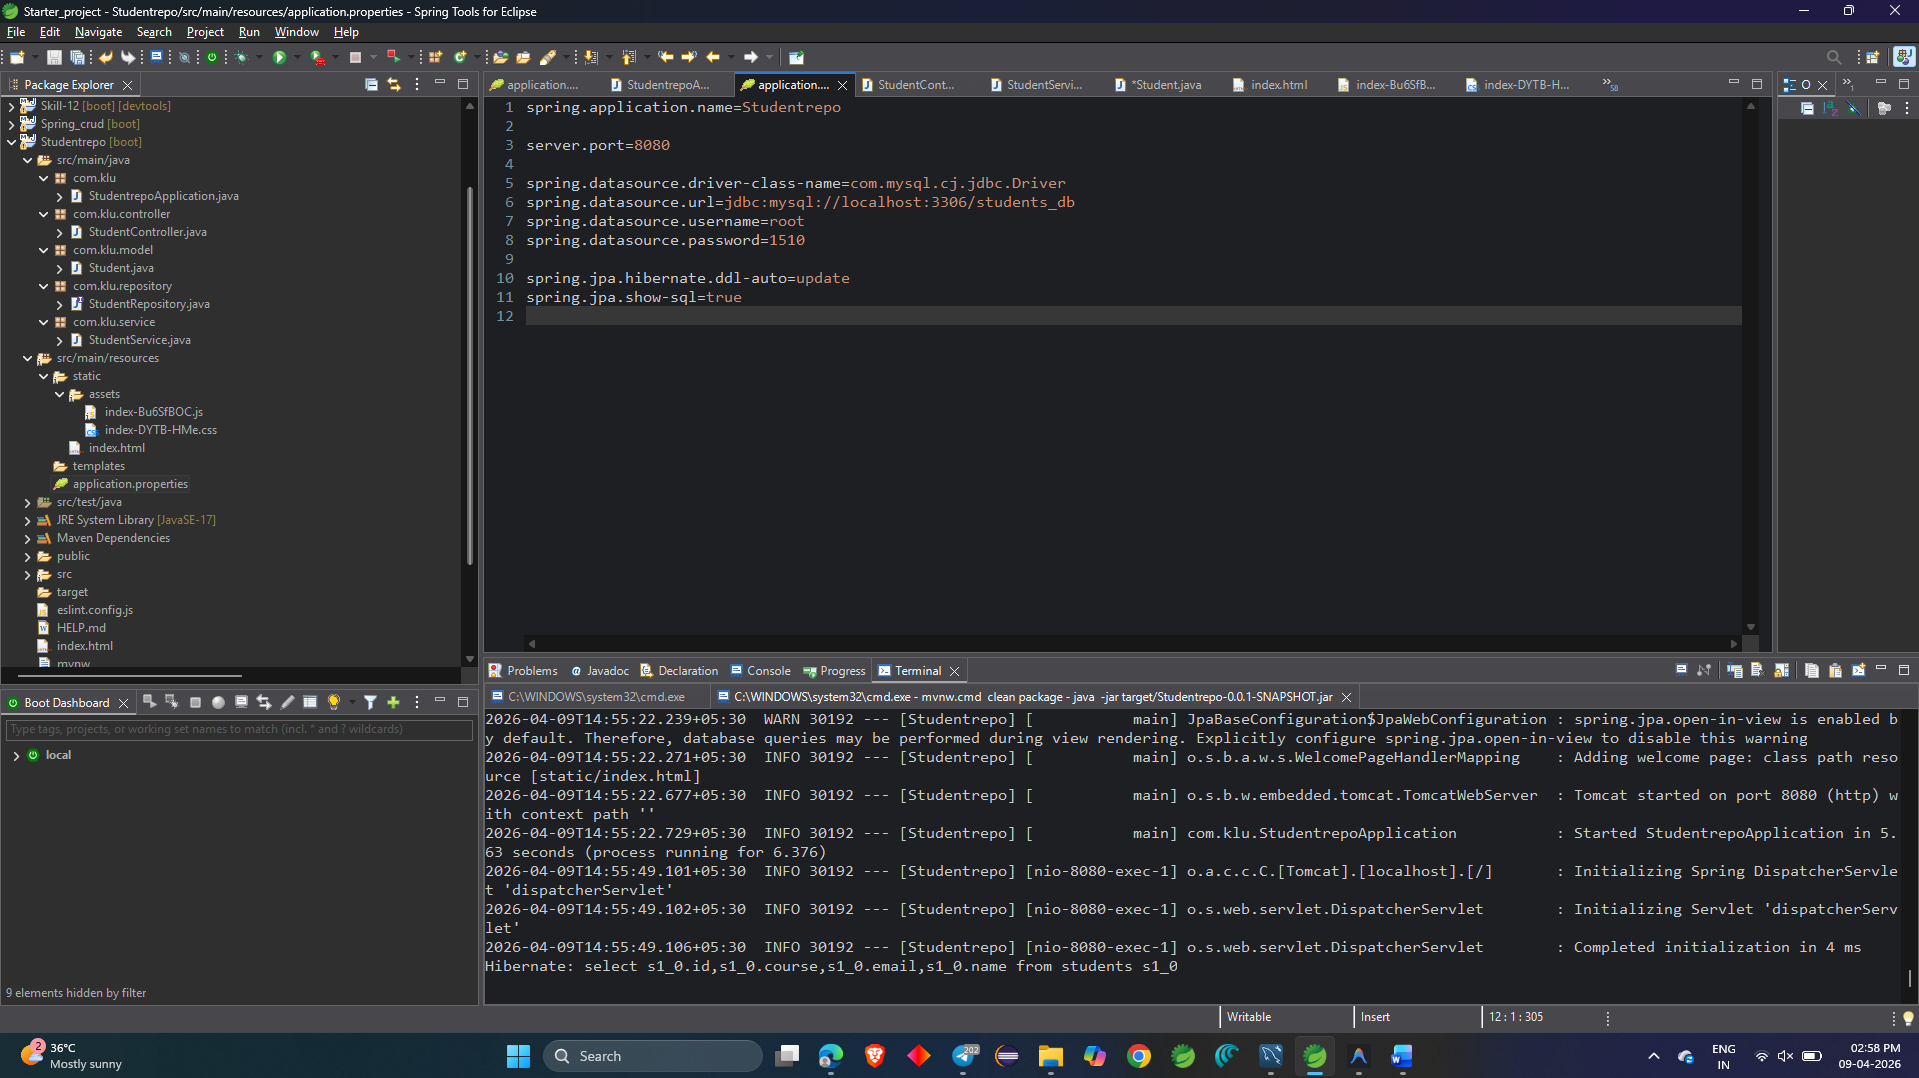 Starter_project - Studentrepo/src/main/resources/application.properties - Spring Tools for Eclipse
File Edit Navigate Search Project Run Window Help
Package Explorer
Skill-12 [boot] [devtools]
Spring_crud [boot]
Studentrepo [boot]
src/main/java
com.klu
StudentrepoApplication.java
com.klu.controller
StudentController.java
com.klu.model
Student.java
com.klu.repository
StudentRepository.java
com.klu.service
StudentService.java
src/main/resources
static
assets
index-Bu6SfBOC.js
index-DYTB-HMe.css
index.html
templates
application.properties
src/test/java
JRE System Library [JavaSE-17]
Maven Dependencies
public
src
target
eslint.config.js
HELP.md
index.html
mvnw
application.... StudentrepoA... application.... StudentCont... StudentServi... *Student.java index.html index-Bu6SfB... index-DYTB-H... »58
1 spring.application.name=Studentrepo
2
3 server.port=8080
4
5 spring.datasource.driver-class-name=com.mysql.cj.jdbc.Driver
6 spring.datasource.url=jdbc:mysql://localhost:3306/students_db
7 spring.datasource.username=root
8 spring.datasource.password=1510
9
10 spring.jpa.hibernate.ddl-auto=update
11 spring.jpa.show-sql=true
12
O »1
Boot Dashboard
Type tags, projects, or working set names to match (incl. * and ? wildcards)
local
9 elements hidden by filter
Problems @ Javadoc Declaration Console Progress Terminal
C:\WINDOWS\system32\cmd.exe C:\WINDOWS\system32\cmd.exe - mvnw.cmd clean package - java -jar target/Studentrepo-0.0.1-SNAPSHOT.jar
2026-04-09T14:55:22.239+05:30 WARN 30192 --- [Studentrepo] [ main] JpaBaseConfiguration$JpaWebConfiguration : spring.jpa.open-in-view is enabled b
y default. Therefore, database queries may be performed during view rendering. Explicitly configure spring.jpa.open-in-view to disable this warning
2026-04-09T14:55:22.271+05:30 INFO 30192 --- [Studentrepo] [ main] o.s.b.a.w.s.WelcomePageHandlerMapping : Adding welcome page: class path reso
urce [static/index.html]
2026-04-09T14:55:22.677+05:30 INFO 30192 --- [Studentrepo] [ main] o.s.b.w.embedded.tomcat.TomcatWebServer : Tomcat started on port 8080 (http) w
ith context path ''
2026-04-09T14:55:22.729+05:30 INFO 30192 --- [Studentrepo] [ main] com.klu.StudentrepoApplication : Started StudentrepoApplication in 5.
63 seconds (process running for 6.376)
2026-04-09T14:55:49.101+05:30 INFO 30192 --- [Studentrepo] [nio-8080-exec-1] o.a.c.c.C.[Tomcat].[localhost].[/] : Initializing Spring DispatcherServle
t 'dispatcherServlet'
2026-04-09T14:55:49.102+05:30 INFO 30192 --- [Studentrepo] [nio-8080-exec-1] o.s.web.servlet.DispatcherServlet : Initializing Servlet 'dispatcherServ
let'
2026-04-09T14:55:49.106+05:30 INFO 30192 --- [Studentrepo] [nio-8080-exec-1] o.s.web.servlet.DispatcherServlet : Completed initialization in 4 ms
Hibernate: select s1_0.id,s1_0.course,s1_0.email,s1_0.name from students s1_0
Writable Insert 12 : 1 : 305
2
36°C
Mostly sunny
Search
202
ENG
IN
02:58 PM
09-04-2026